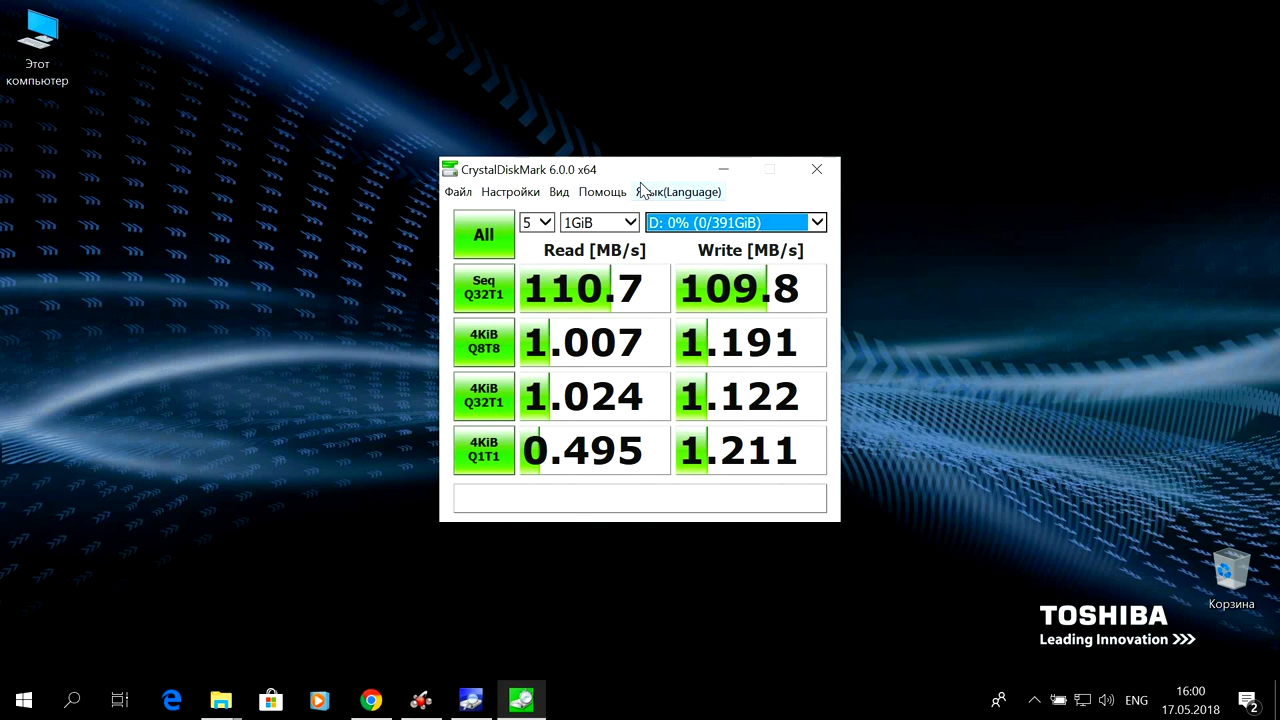 Этот
компьютер
CrystalDiskMark 6.0.0 x64
Файл Настройки Вид Помощь Язык(Language)
All 5 1GiB D: 0% (0/391GiB)
Read [MB/s] Write [MB/s]
Seq
Q32T1
110.7 109.8
4KiB
Q8T8
1.007 1.191
4KiB
Q32T1
1.024 1.122
4KiB
Q1T1
0.495 1.211
Корзина
TOSHIBA
Leading Innovation >>>
ENG
16:00
17.05.2018
2